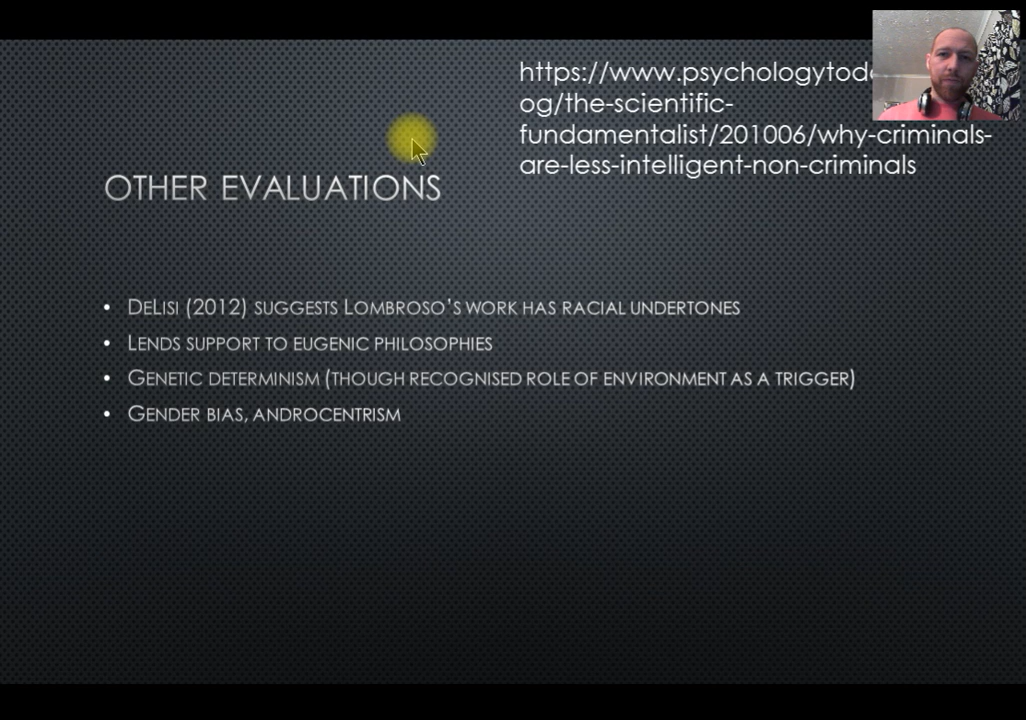 https://www.psychologytod
og/the-scientific-
fundamentalist/201006/why-criminals-
are-less-intelligent-non-criminals
OTHER EVALUATIONS
• DELISI (2012) SUGGESTS LOMBROSO'S WORK HAS RACIAL UNDERTONES
• LENDS SUPPORT TO EUGENIC PHILOSOPHIES
• GENETIC DETERMINISM (THOUGH RECOGNISED ROLE OF ENVIRONMENT AS A TRIGGER)
• GENDER BIAS, ANDROCENTRISM